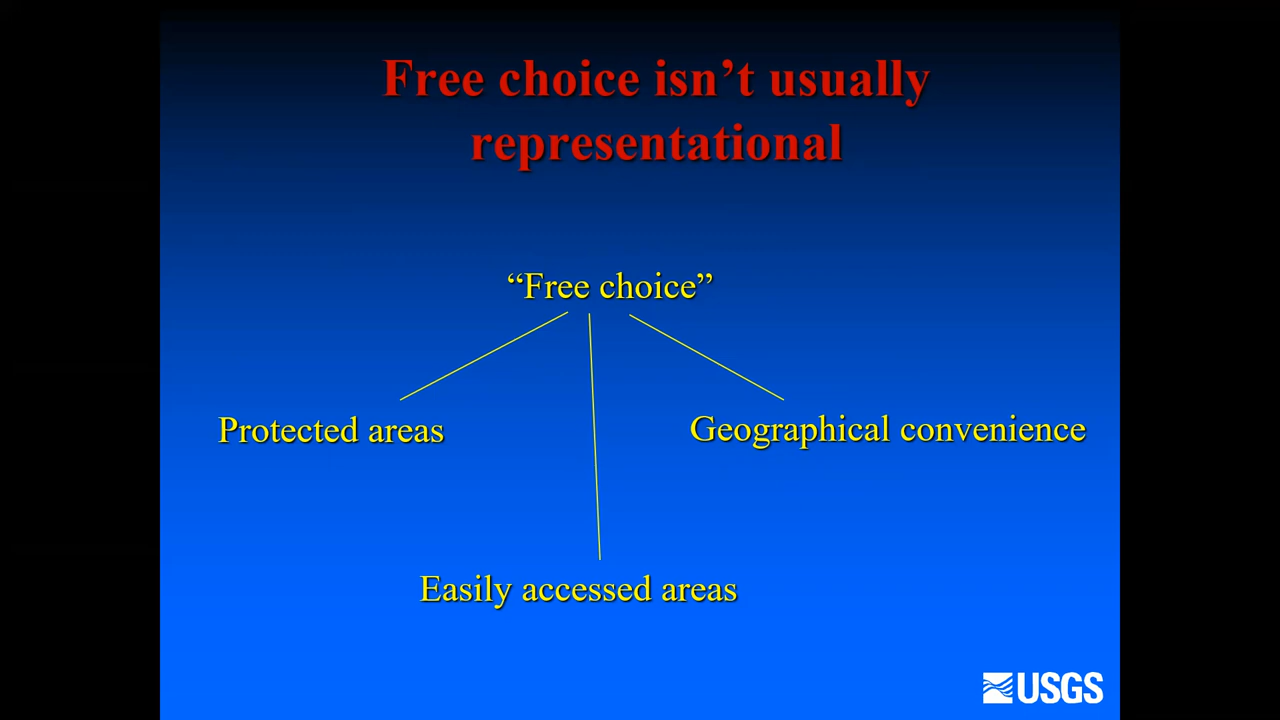 Free choice isn’t usually
representational
“Free choice”
Protected areas
Geographical convenience
Easily accessed areas
USGS